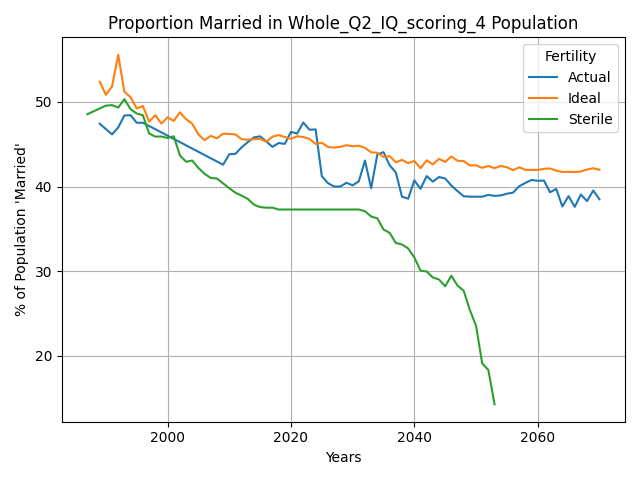 Proportion Married in Whole_Q2_IQ_scoring_4 Population
Fertility
Actual
Ideal
Sterile
% of Population 'Married'
50
40
30
20
2000
2020
2040
2060
Years